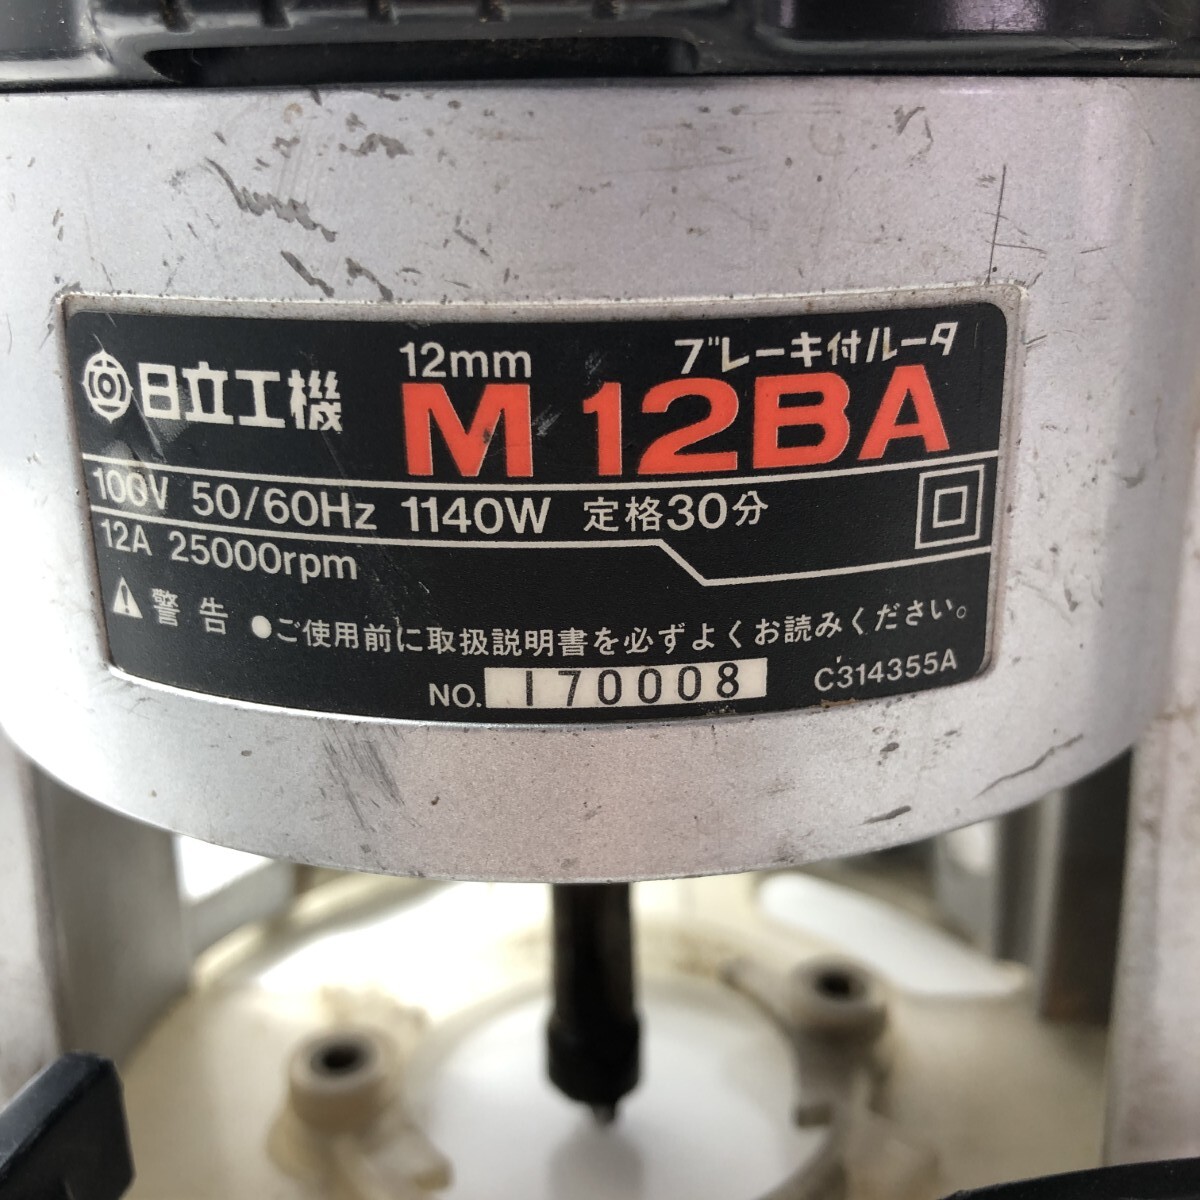 日立工機
12mm ブレーキ付ルータ
M12BA
100V 50/60Hz 1140W 定格30分
12A 25000rpm
警告 ●ご使用前に取扱説明書を必ずよくお読みください。
NO. 170008 C314355A